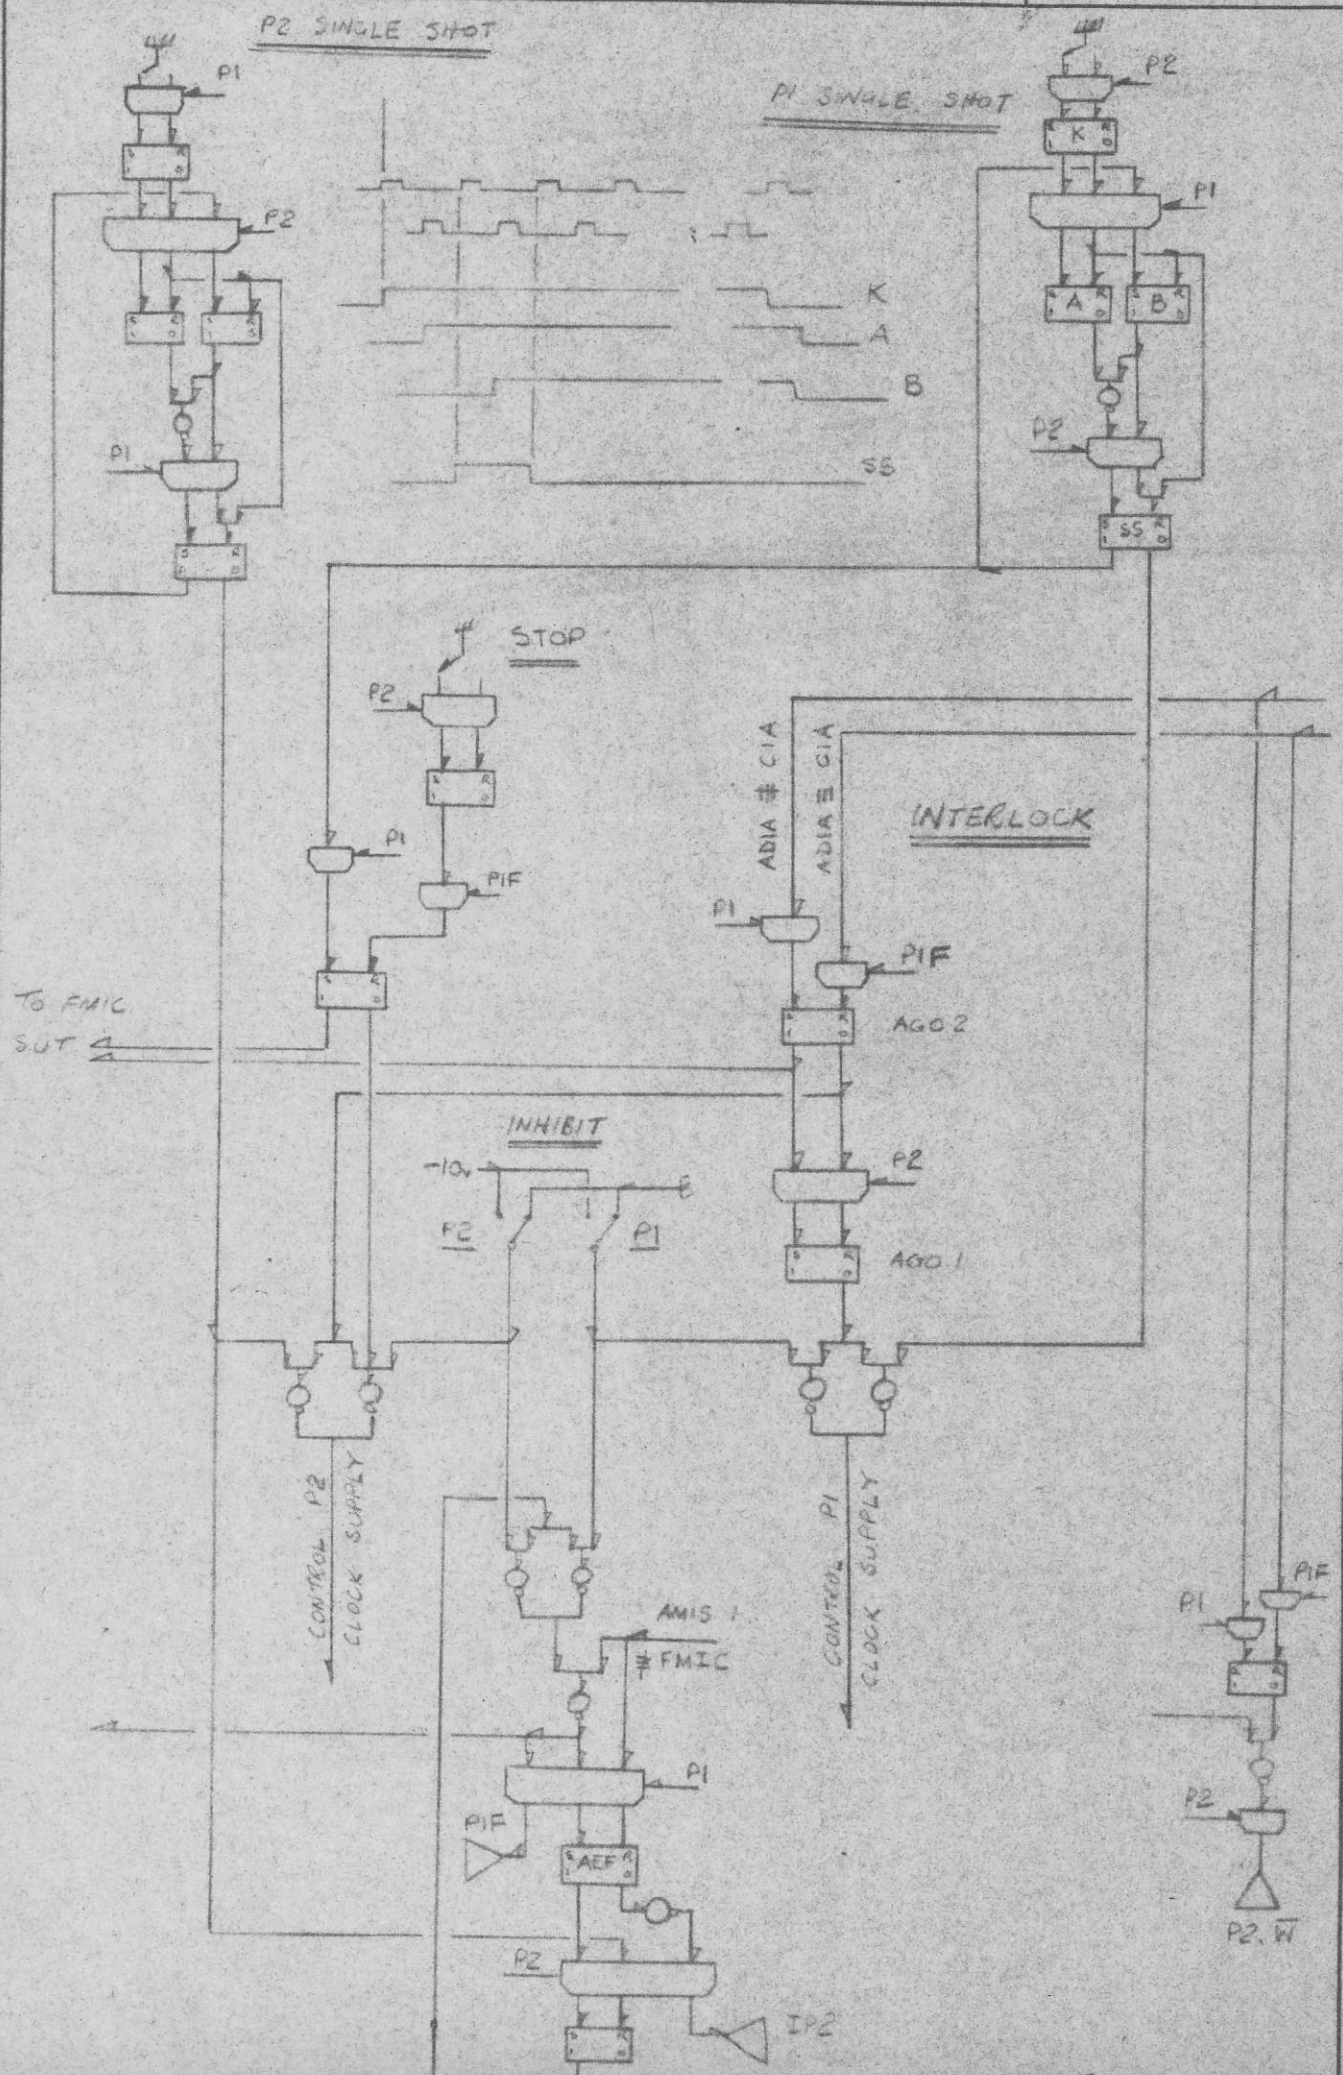 P2 SINGLE SHOT
P1
P2
P1
P1 SINGLE SHOT
K
A
B
SS
P2
K
P1
A
B
P2
SS
STOP
P2
P1
P1F
ADIA ≢ CIA
ADIA ≡ CIA
INTERLOCK
P1
P1F
AGO 2
TO FMIC
SUT
INHIBIT
-10v
E
P2
P1
P2
AGO 1
CONTROL P2
CLOCK SUPPLY
CONTROL P1
CLOCK SUPPLY
AMIS 1
≢ FMIC
P1
P1F
AEF
P2
IP2
P1F
P1
P2
P2.W̅